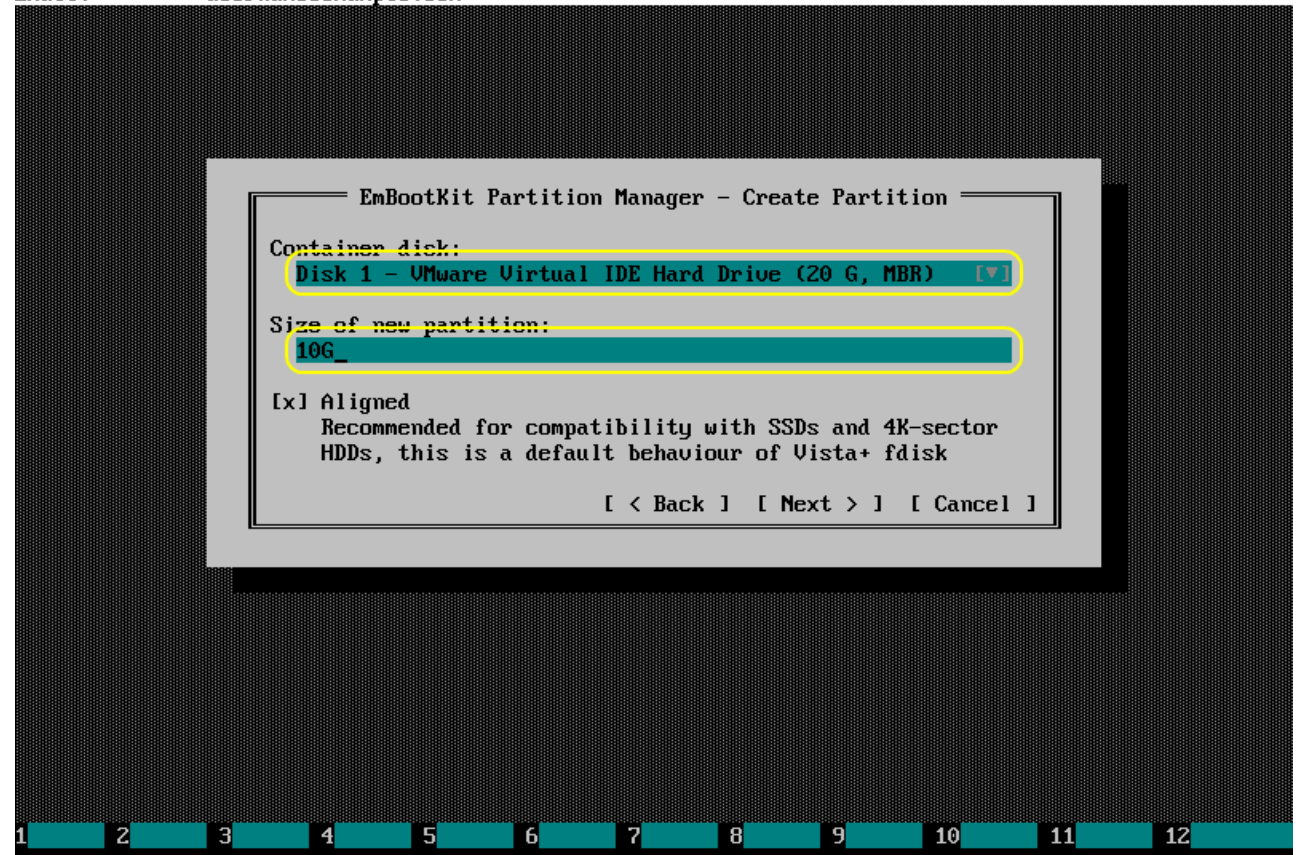 EmBootKit Partition Manager - Create Partition
Container disk:
Disk 1 - VMware Virtual IDE Hard Drive (20 G, MBR) [▼]
Size of new partition:
10G_
[x] Aligned
Recommended for compatibility with SSDs and 4K-sector
HDDs, this is a default behaviour of Vista+ fdisk
[ < Back ] [ Next > ] [ Cancel ]
1 2 3 4 5 6 7 8 9 10 11 12